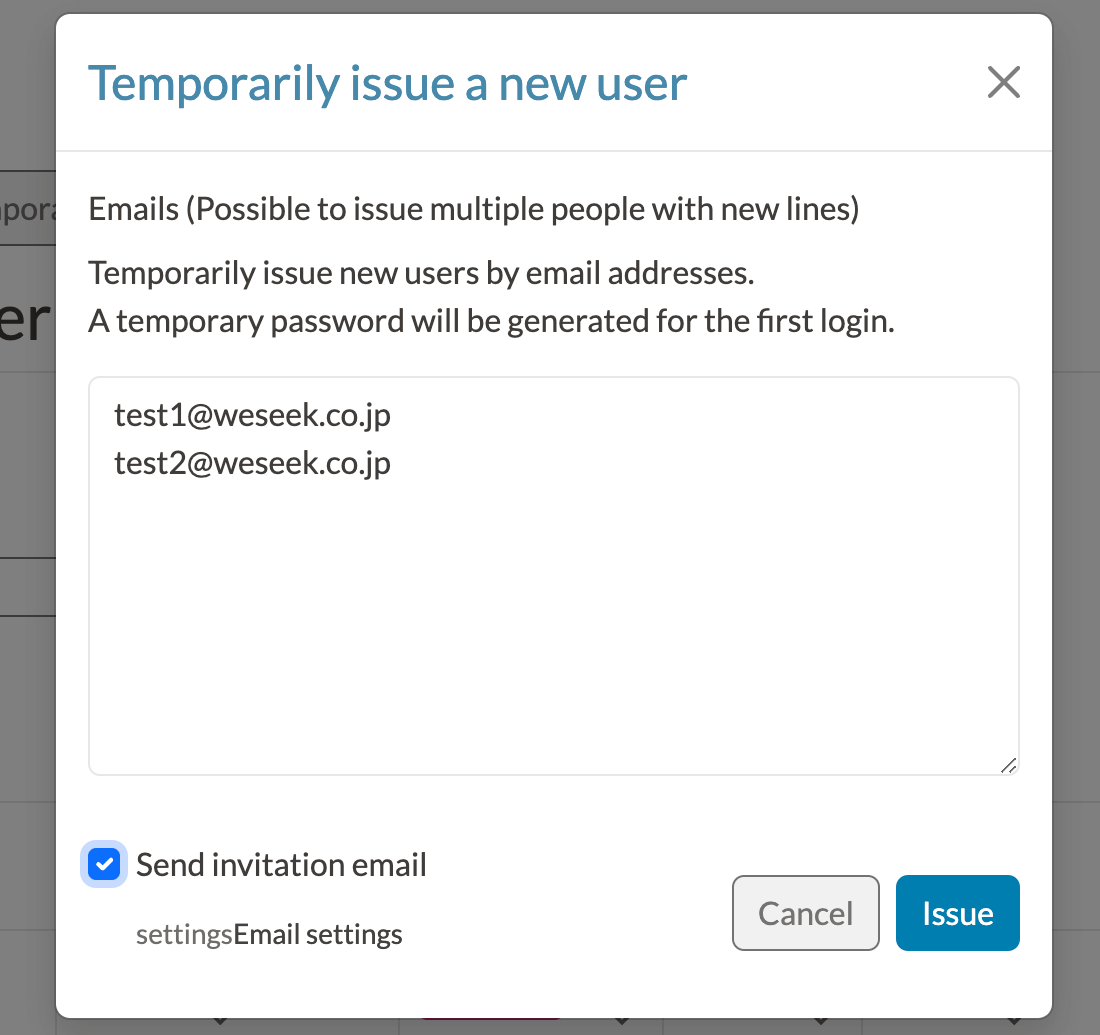 Temporarily issue a new user
Emails (Possible to issue multiple people with new lines)
Temporarily issue new users by email addresses.
A temporary password will be generated for the first login.
test1@weseek.co.jp
test2@weseek.co.jp
Send invitation email
settingsEmail settings
Cancel
Issue